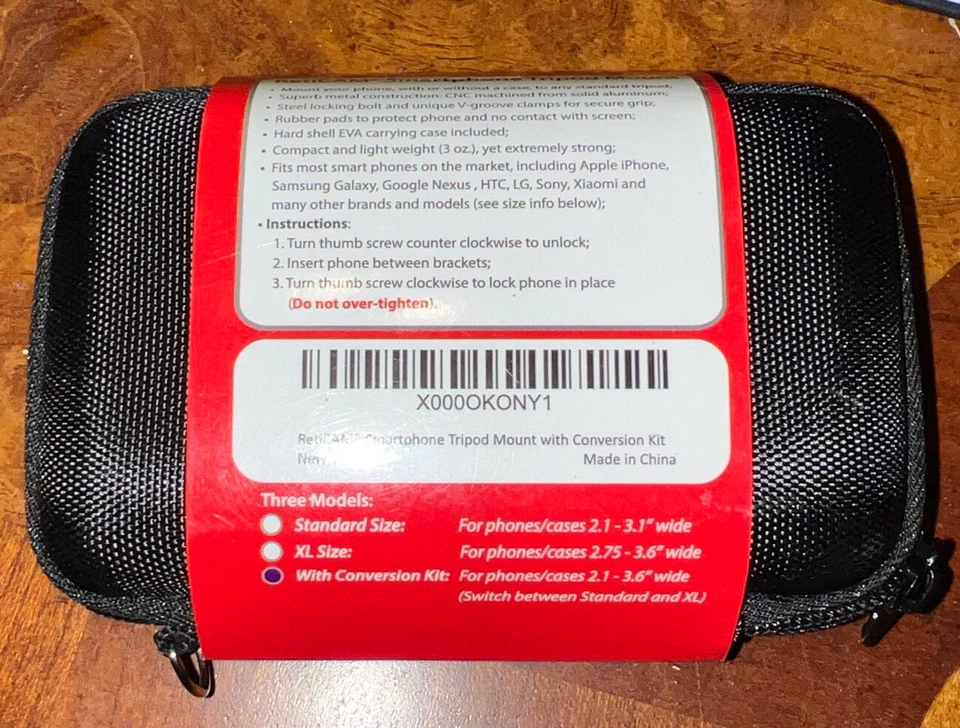 Smartphone Tripod
• Mount your phone, with or without a case, to any standard tripod;
• Superb metal construction: CNC machined from solid aluminum;
• Steel locking bolt and unique V-groove clamps for secure grip;
• Rubber pads to protect phone and no contact with screen;
• Hard shell EVA carrying case included;
• Compact and light weight (3 oz.), yet extremely strong;
• Fits most smart phones on the market, including Apple iPhone,
Samsung Galaxy, Google Nexus , HTC, LG, Sony, Xiaomi and
many other brands and models (see size info below);
• Instructions:
1. Turn thumb screw counter clockwise to unlock;
2. Insert phone between brackets;
3. Turn thumb screw clockwise to lock phone in place
(Do not over-tighten).
X000OKONY1
RetiCAM® Smartphone Tripod Mount with Conversion Kit
New Made in China
Three Models:
Standard Size: For phones/cases 2.1 - 3.1" wide
XL Size: For phones/cases 2.75 - 3.6" wide
With Conversion Kit: For phones/cases 2.1 - 3.6" wide
(Switch between Standard and XL)